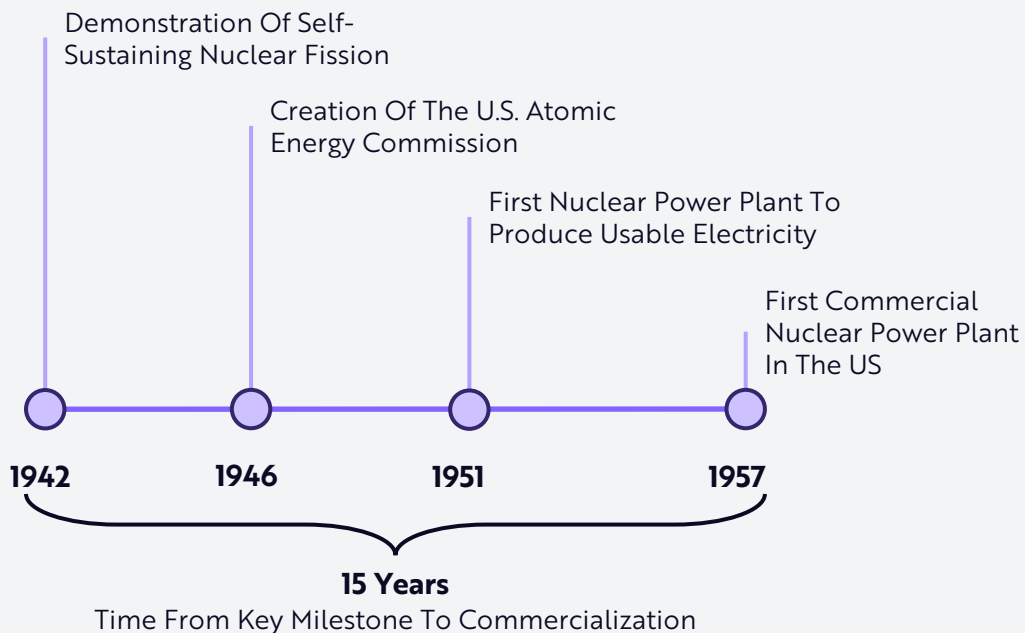 Demonstration Of Self-
Sustaining Nuclear Fission
Creation Of The U.S. Atomic
Energy Commission
First Nuclear Power Plant To
Produce Usable Electricity
First Commercial
Nuclear Power Plant
In The US
1942
1946
1951
1957
15 Years
Time From Key Milestone To Commercialization